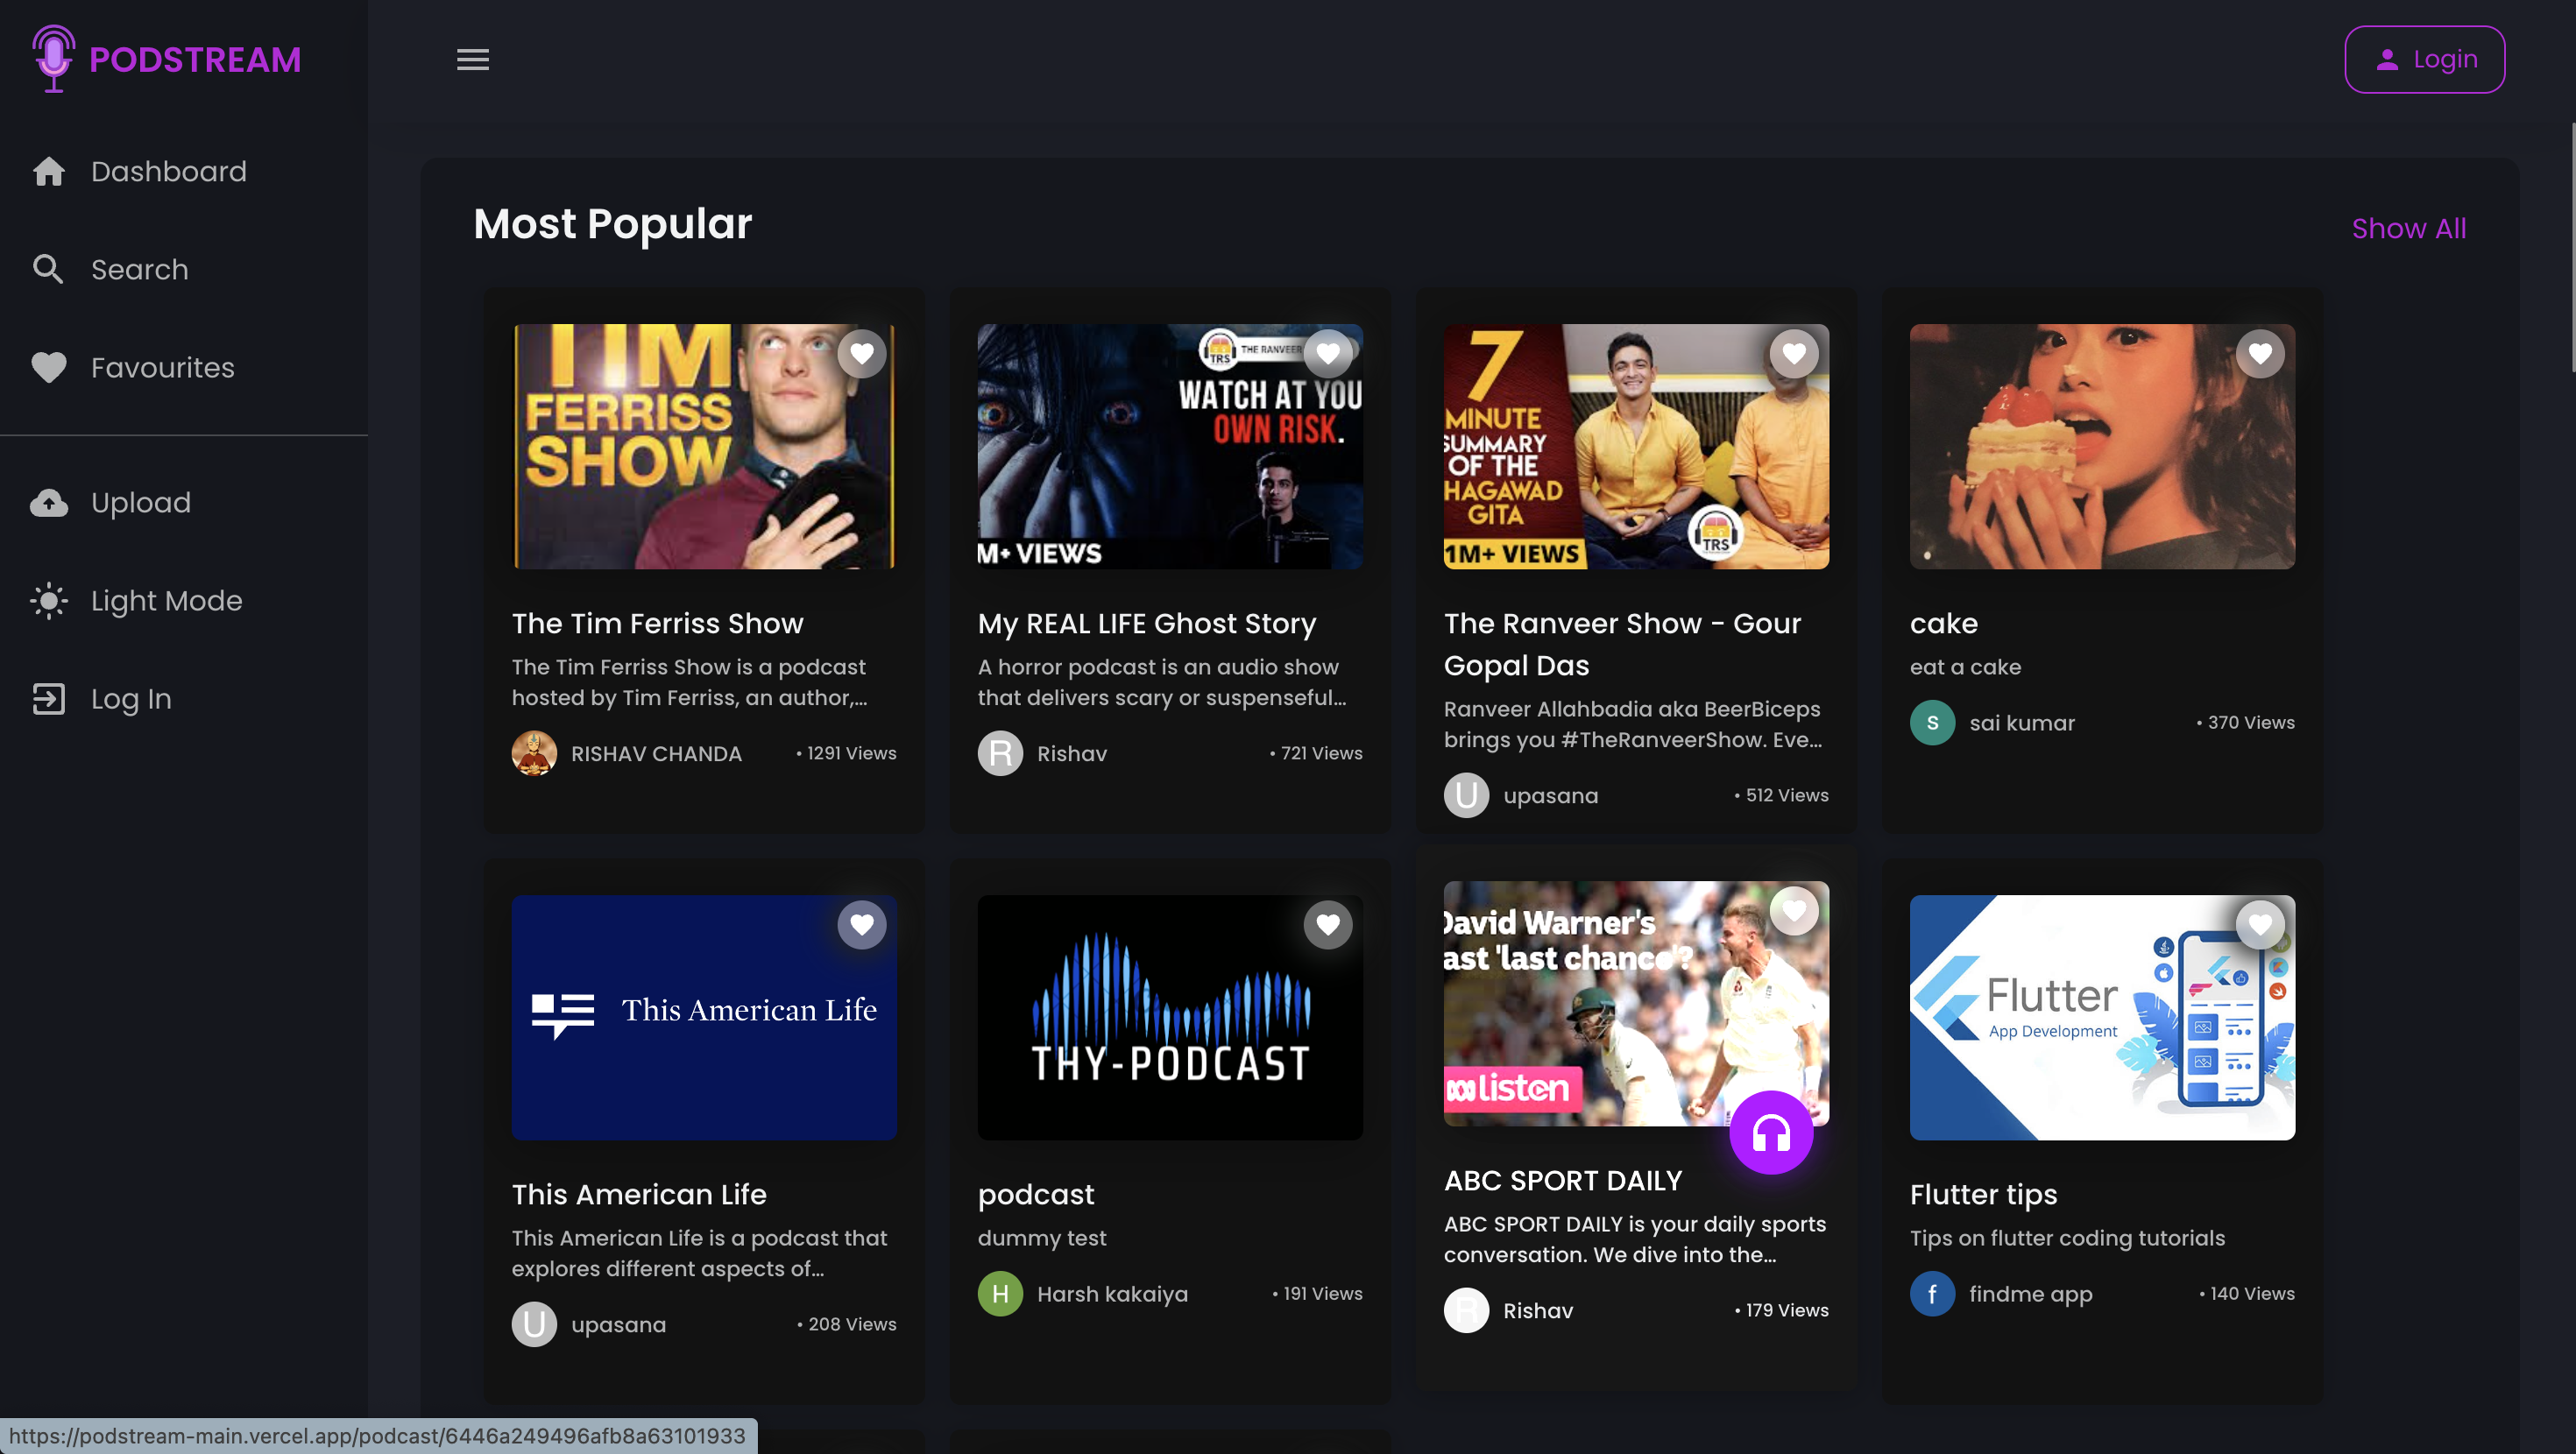 PODSTREAM
Login
Dashboard
Search
Favourites
Upload
Light Mode
Log In
Most Popular
Show All
TIM
FERRISS
SHOW
The Tim Ferriss Show
The Tim Ferriss Show is a podcast
hosted by Tim Ferriss, an author,...
RISHAV CHANDA
• 1291 Views
TRS
THE RANVEER
WATCH AT YOU
OWN RISK.
M+ VIEWS
My REAL LIFE Ghost Story
A horror podcast is an audio show
that delivers scary or suspenseful...
R
Rishav
• 721 Views
7
MINUTE
SUMMARY
OF THE
HAGAWAD
GITA
1M+ VIEWS
TRS
The Ranveer Show - Gour
Gopal Das
Ranveer Allahbadia aka BeerBiceps
brings you #TheRanveerShow. Eve...
U
upasana
• 512 Views
cake
eat a cake
S
sai kumar
• 370 Views
This American Life
This American Life
This American Life is a podcast that
explores different aspects of...
U
upasana
• 208 Views
THY-PODCAST
podcast
dummy test
H
Harsh kakaiya
• 191 Views
David Warner's
ast 'last chance'?
listen
ABC SPORT DAILY
ABC SPORT DAILY is your daily sports
conversation. We dive into the...
R
Rishav
• 179 Views
Flutter
App Development
Flutter tips
Tips on flutter coding tutorials
f
findme app
• 140 Views
https://podstream-main.vercel.app/podcast/6446a249496afb8a63101933